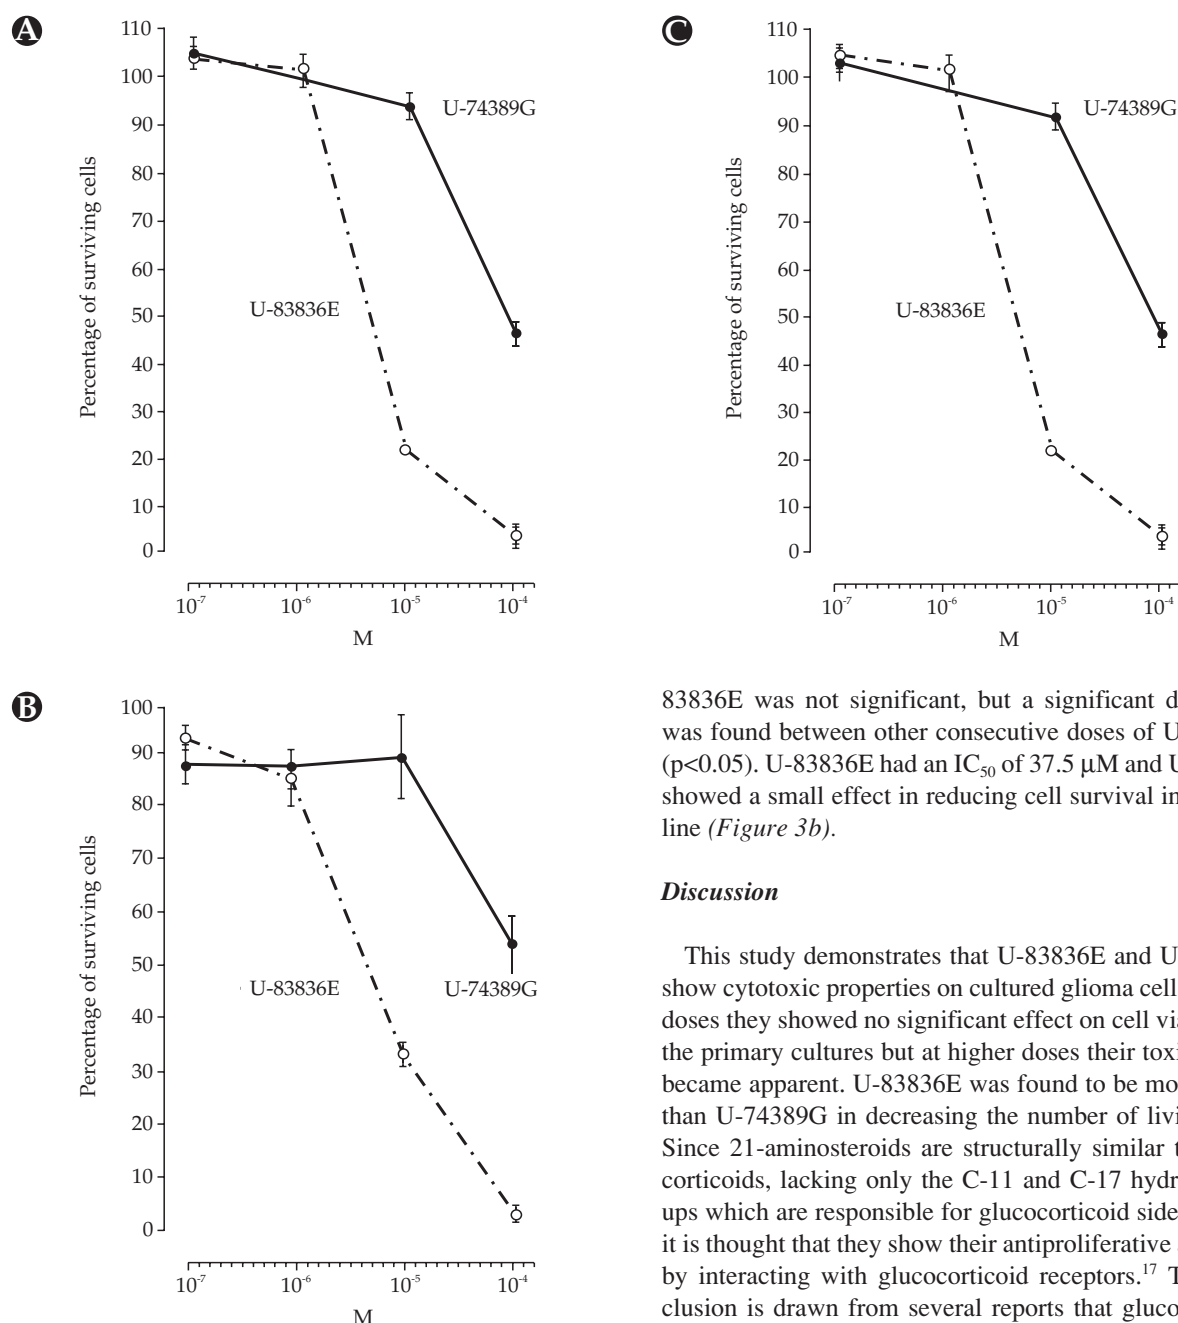 A
110
100
90
80
70
60
50
40
30
20
10
0
Percentage of surviving cells
U-74389G
U-83836E
10-7
10-6
10-5
10-4
M
B
100
90
80
70
60
50
40
30
20
10
0
Percentage of surviving cells
U-83836E
U-74389G
10-7
10-6
10-5
10-4
M
C
110
100
90
80
70
60
50
40
30
20
10
0
Percentage of surviving cells
U-74389G
U-83836E
10-7
10-6
10-5
10-4
M
83836E was not significant, but a significant d
was found between other consecutive doses of U
(p<0.05). U-83836E had an IC50 of 37.5 μM and U
showed a small effect in reducing cell survival in
line (Figure 3b).
Discussion
This study demonstrates that U-83836E and U
show cytotoxic properties on cultured glioma cell
doses they showed no significant effect on cell via
the primary cultures but at higher doses their toxi
became apparent. U-83836E was found to be mo
than U-74389G in decreasing the number of livi
Since 21-aminosteroids are structurally similar t
corticoids, lacking only the C-11 and C-17 hydr
ups which are responsible for glucocorticoid side
it is thought that they show their antiproliferative
by interacting with glucocorticoid receptors.17 T
clusion is drawn from several reports that gluco